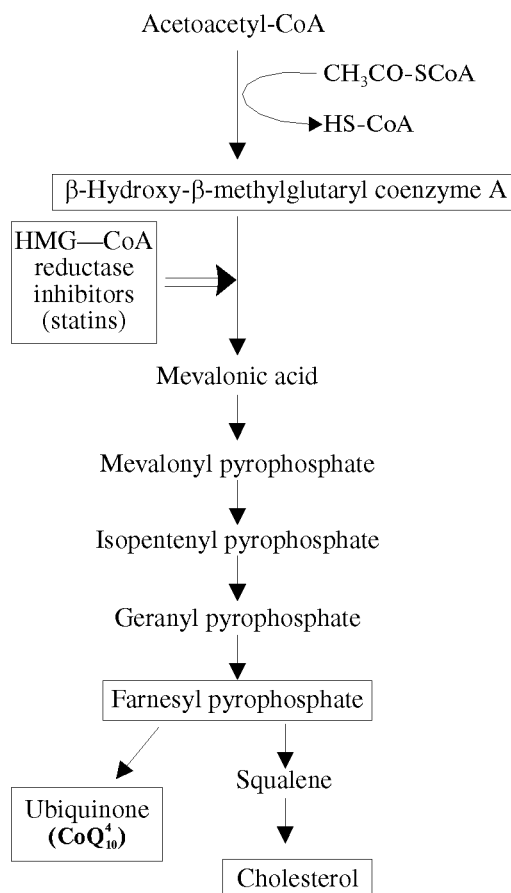 Acetoacetyl-CoA
CH₃CO-SCoA
HS-CoA
β-Hydroxy-β-methylglutaryl coenzyme A
HMG—CoA
reductase
inhibitors
(statins)
Mevalonic acid
Mevalonyl pyrophosphate
Isopentenyl pyrophosphate
Geranyl pyrophosphate
Farnesyl pyrophosphate
Squalene
Ubiquinone
(CoQ⁴₁₀)
Cholesterol